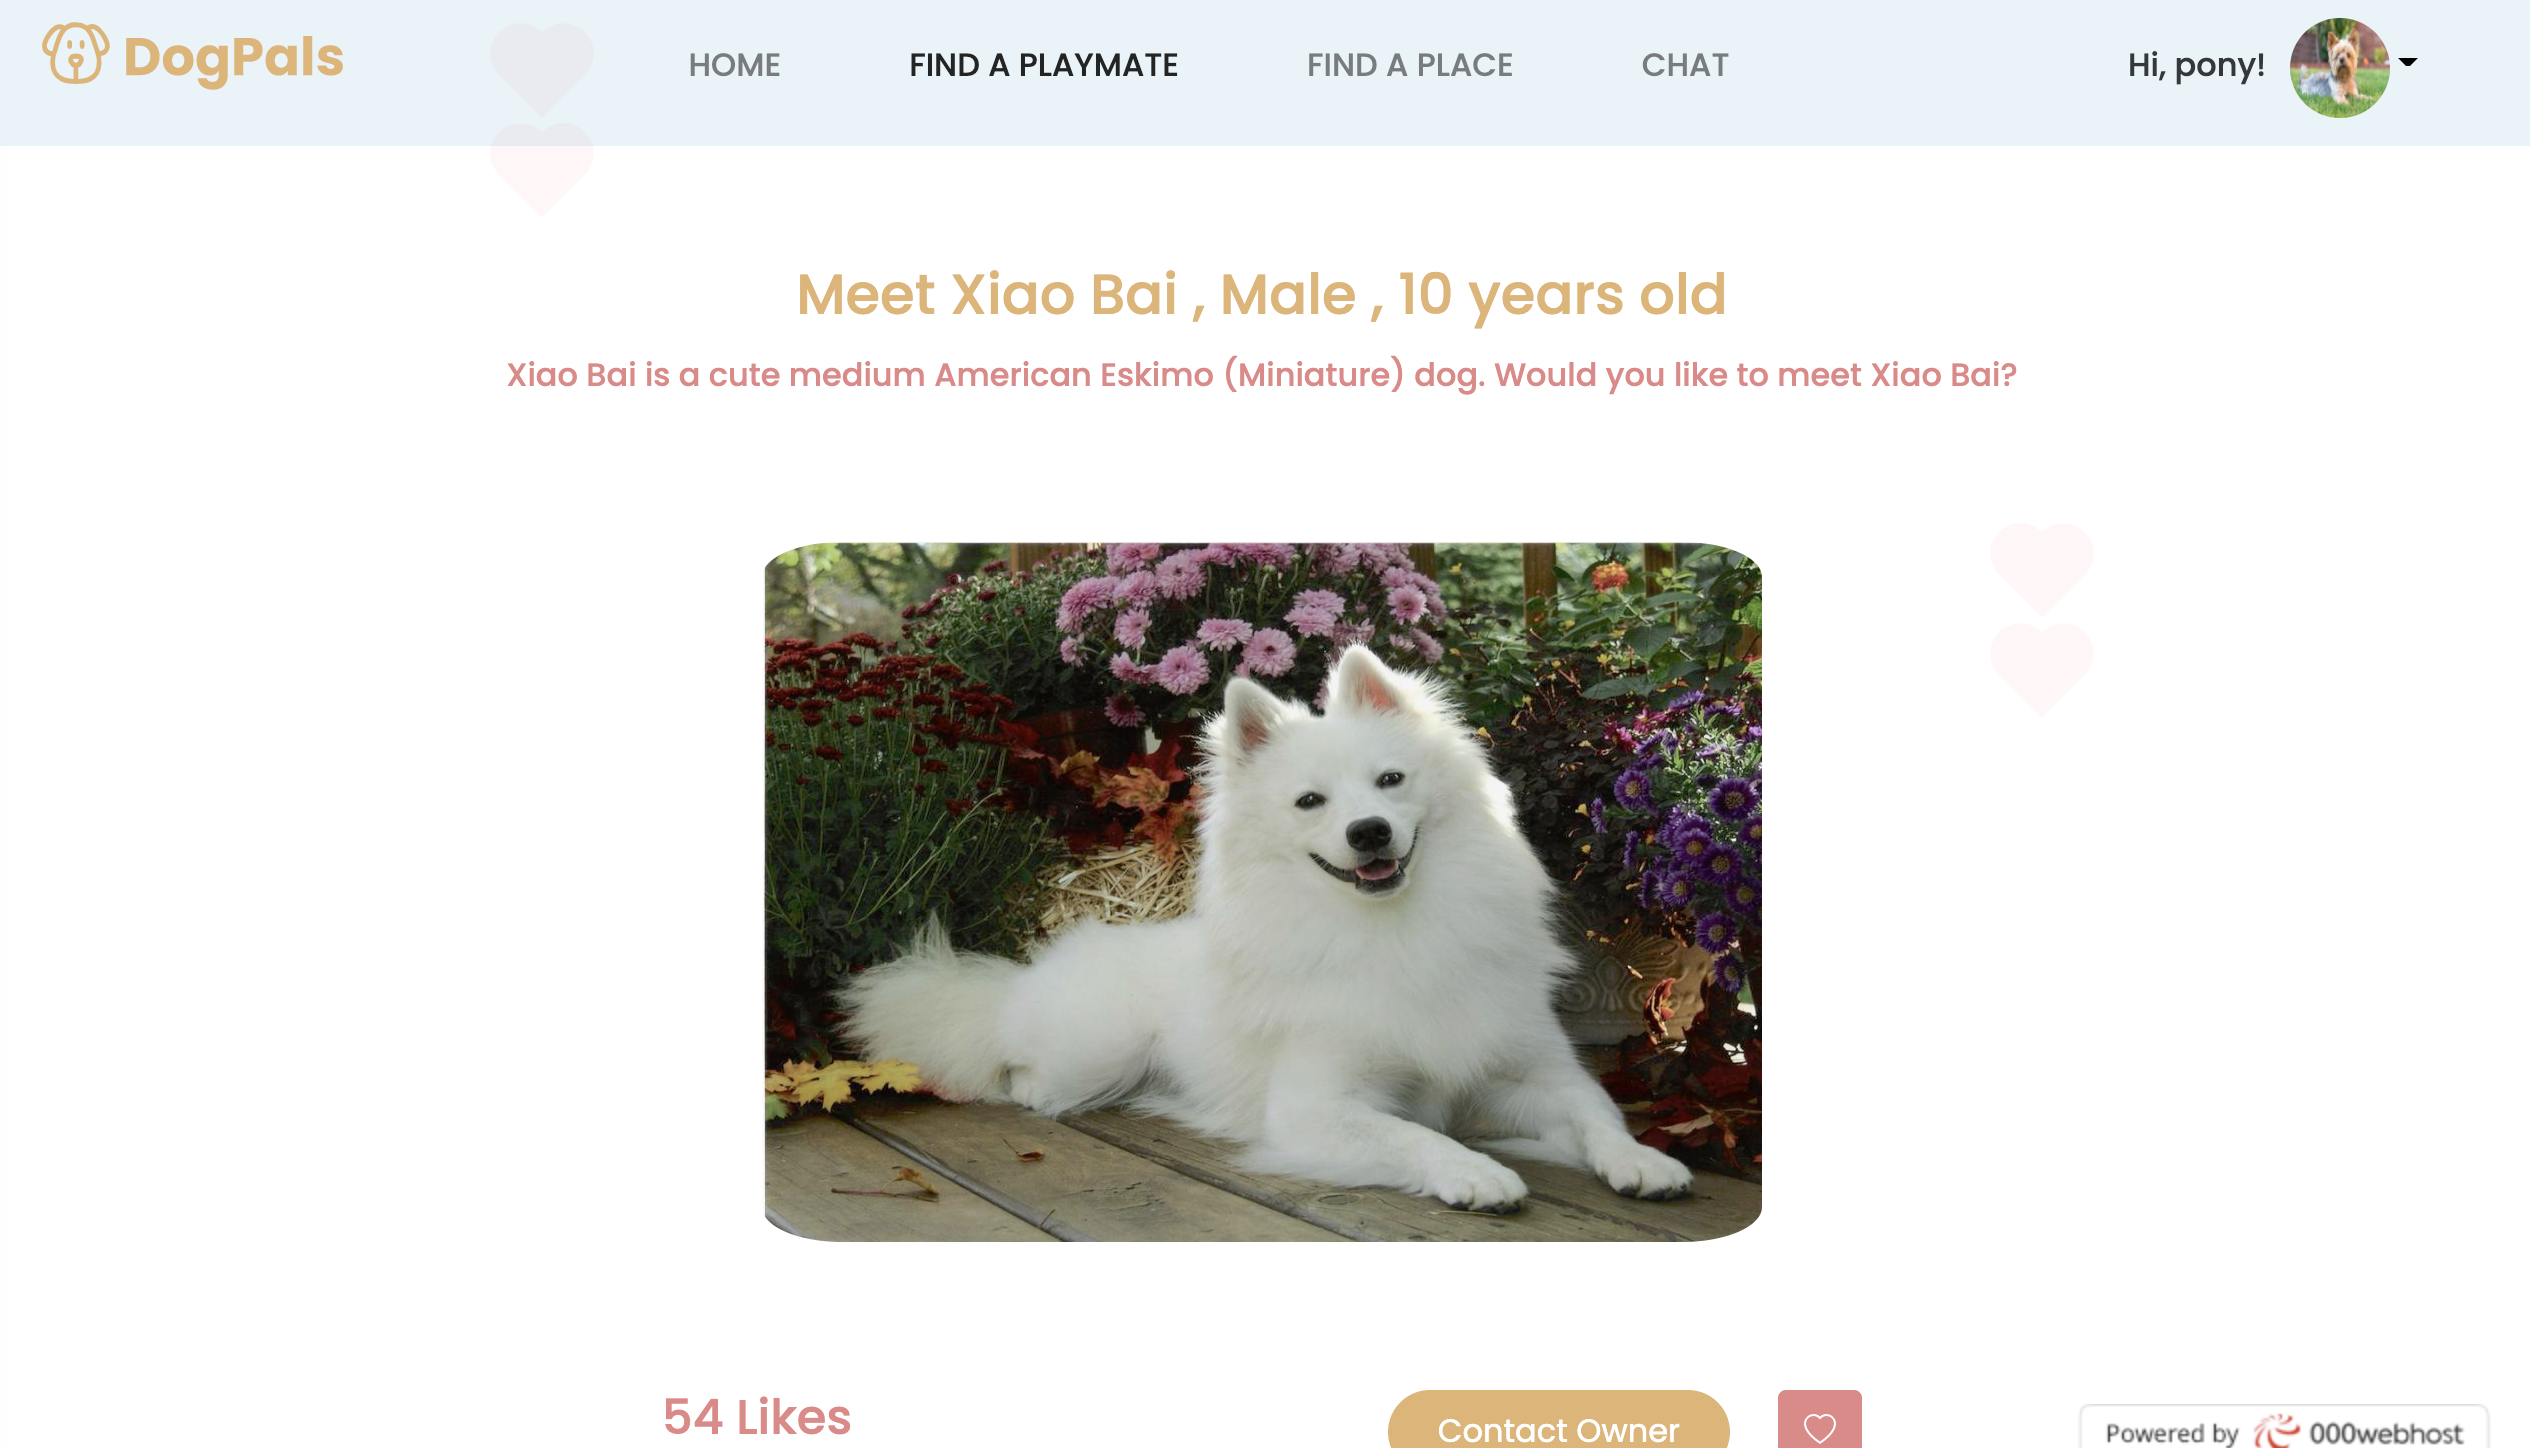 DogPals
HOME FIND A PLAYMATE FIND A PLACE CHAT
Hi, pony!
Meet Xiao Bai , Male , 10 years old
Xiao Bai is a cute medium American Eskimo (Miniature) dog. Would you like to meet Xiao Bai?
54 Likes
Contact Owner
Powered by 000webhost